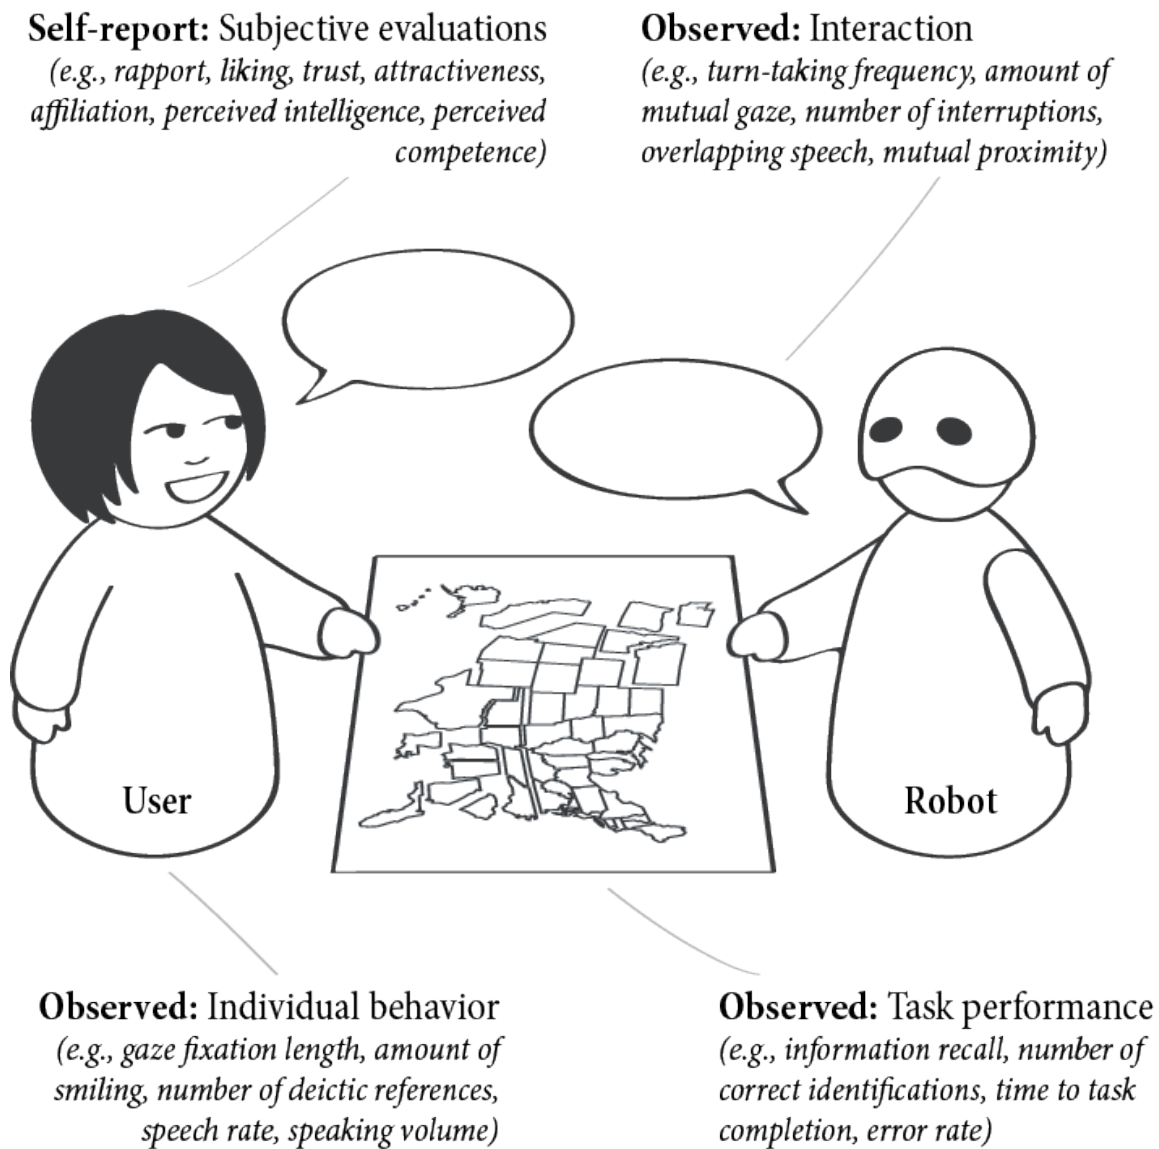 Self-report: Subjective evaluations
(e.g., rapport, liking, trust, attractiveness,
affiliation, perceived intelligence, perceived
competence)
Observed: Interaction
(e.g., turn-taking frequency, amount of
mutual gaze, number of interruptions,
overlapping speech, mutual proximity)
User
Robot
Observed: Individual behavior
(e.g., gaze fixation length, amount of
smiling, number of deictic references,
speech rate, speaking volume)
Observed: Task performance
(e.g., information recall, number of
correct identifications, time to task
completion, error rate)